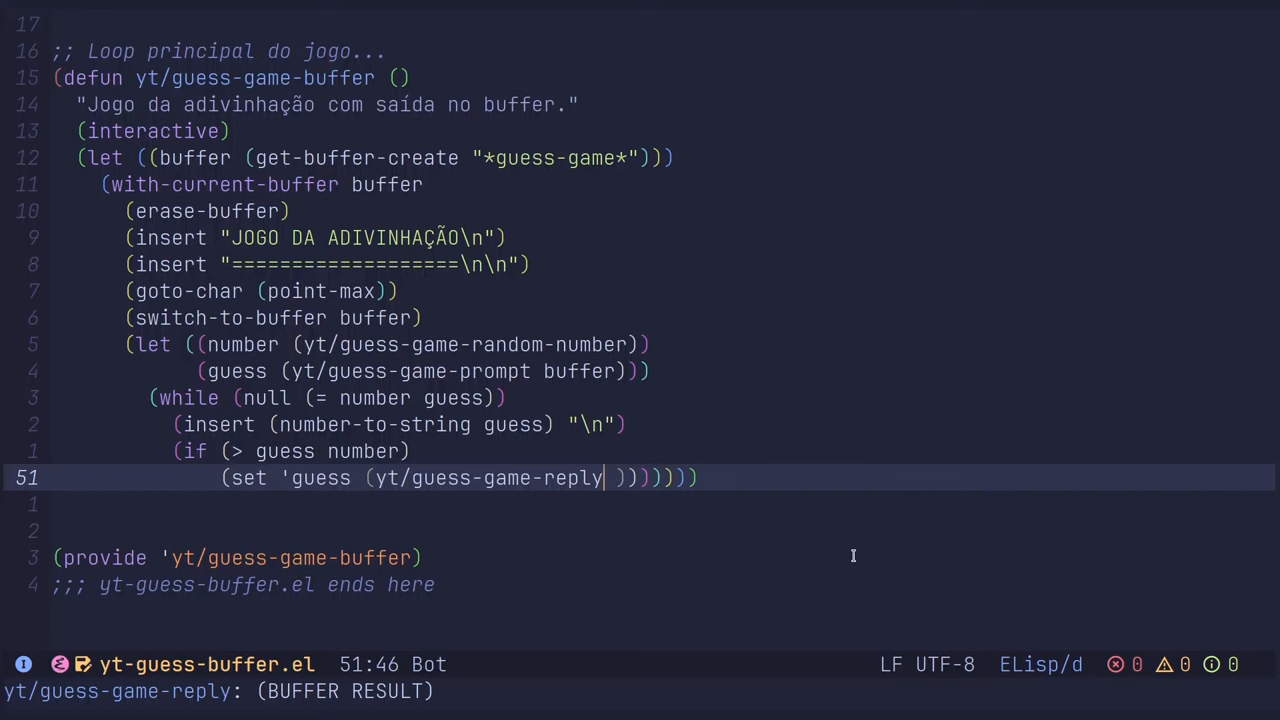 17
16 ;; Loop principal do jogo...
15 (defun yt/guess-game-buffer ()
14   "Jogo da adivinhação com saída no buffer."
13   (interactive)
12   (let ((buffer (get-buffer-create "*guess-game*")))
11     (with-current-buffer buffer
10       (erase-buffer)
9       (insert "JOGO DA ADIVINHAÇÃO\n")
8       (insert "===================\n\n")
7       (goto-char (point-max))
6       (switch-to-buffer buffer)
5       (let ((number (yt/guess-game-random-number))
4             (guess (yt/guess-game-prompt buffer)))
3         (while (null (= number guess))
2           (insert (number-to-string guess) "\n")
1           (if (> guess number)
51               (set 'guess (yt/guess-game-reply )))))))
1
2
3 (provide 'yt/guess-game-buffer)
4 ;;; yt-guess-buffer.el ends here
I yt-guess-buffer.el 51:46 Bot LF UTF-8 ELisp/d 0 0 0
yt/guess-game-reply: (BUFFER RESULT)